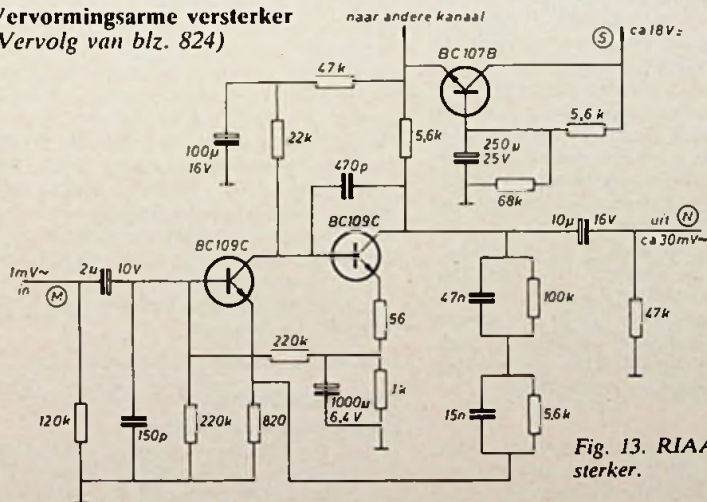 Vervormingsarme versterker
(Vervolg van blz. 824)
naar andere kanaal
S
ca 18V=
BC107B
47k
5,6k
22k
5,6k
250µ
25V
100µ
16V
470p
68k
BC109C
BC109C
10µ
16V
uit
N
ca 30mV~
1mV~
in
M
2µ
10V
47n
100k
47k
56
220k
1000µ
6,4V
1k
120k
150p
220k
820
15n
5,6k
Fig. 13. RIAA
sterker.